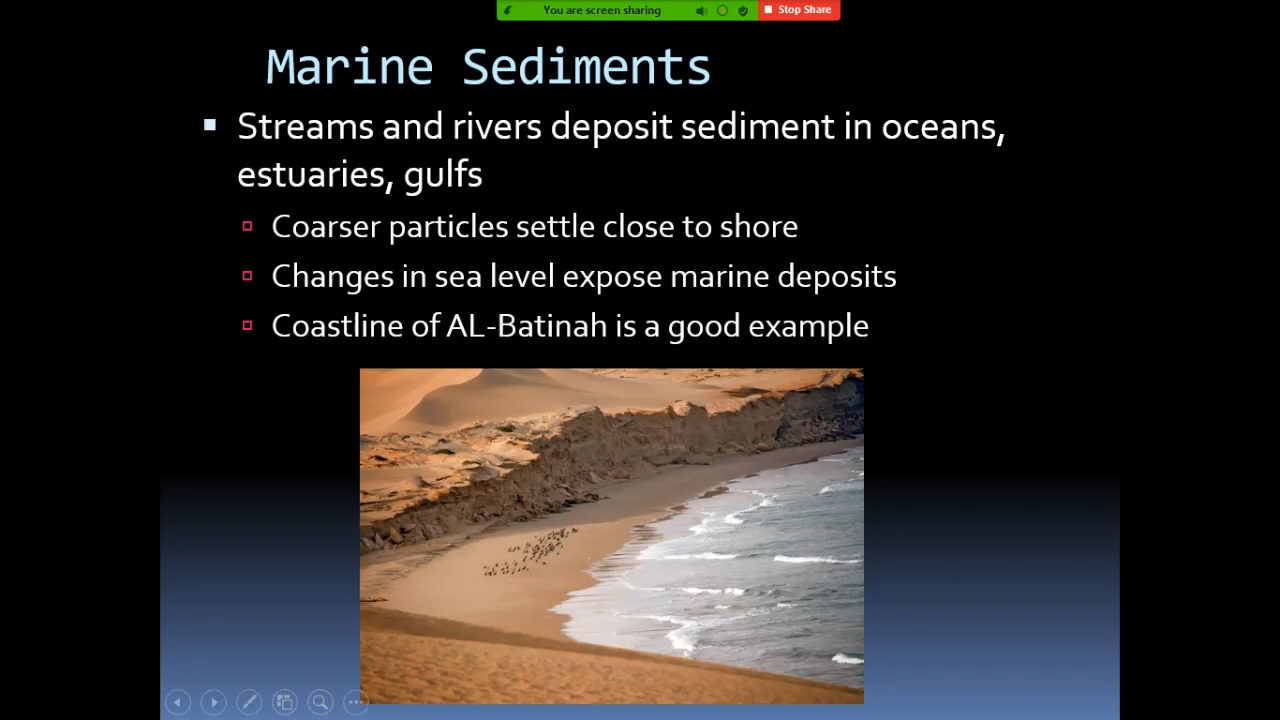 You are screen sharing
Stop Share
Marine Sediments
Streams and rivers deposit sediment in oceans,
estuaries, gulfs
Coarser particles settle close to shore
Changes in sea level expose marine deposits
Coastline of AL-Batinah is a good example